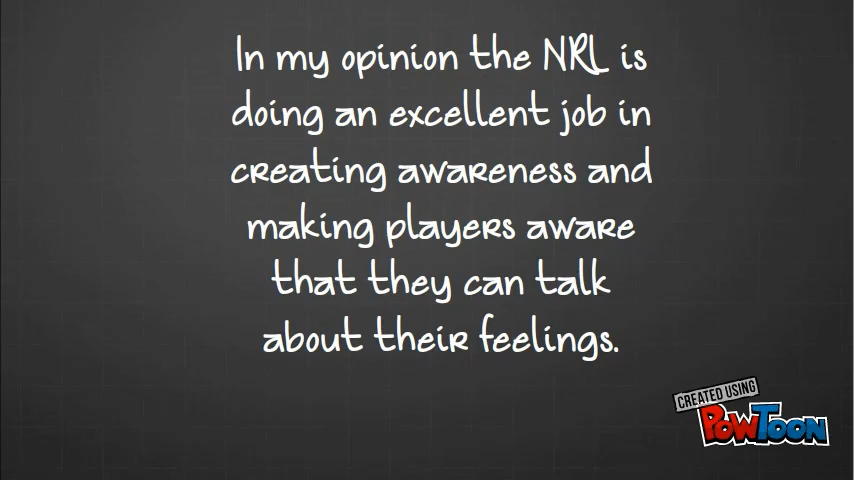 In my opinion the NRL is
doing an excellent job in
creating awareness and
making players aware
that they can talk
about their feelings.
CREATED USING
POWTOON